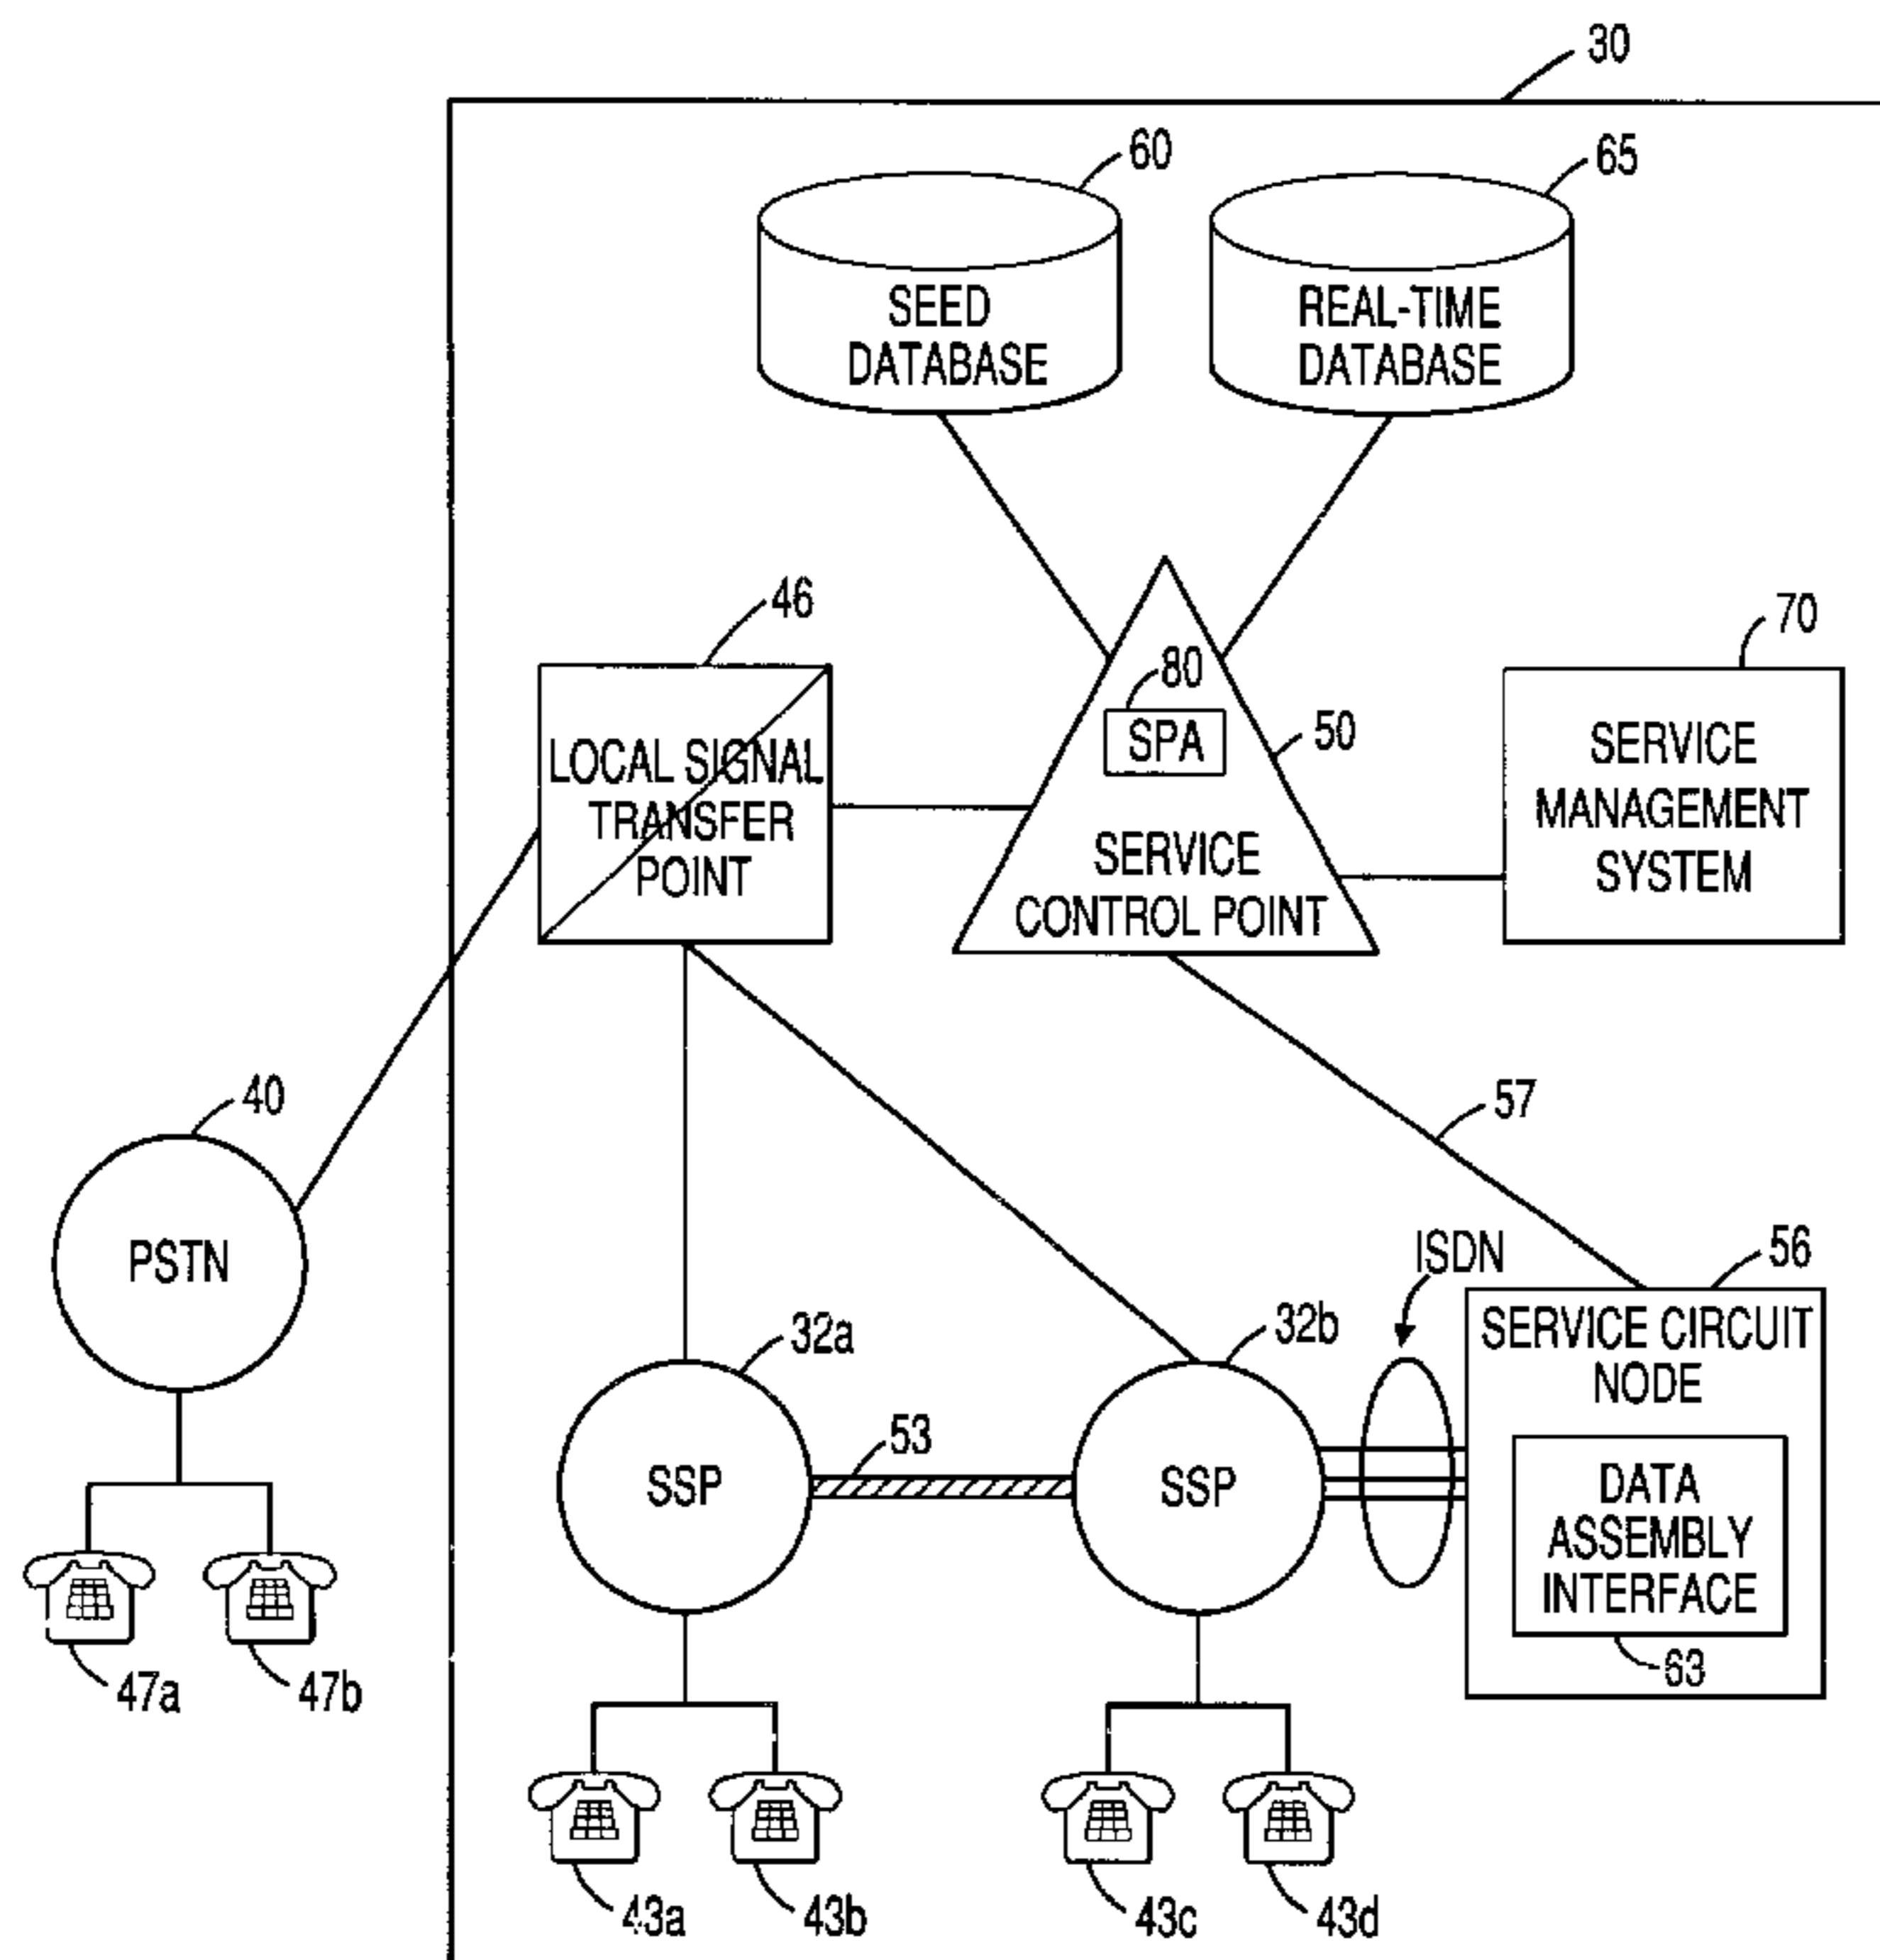 30
60
65
SEED
DATABASE
REAL-TIME
DATABASE
46
70
80
SPA
50
LOCAL SIGNAL
TRANSFER
POINT
SERVICE
CONTROL POINT
SERVICE
MANAGEMENT
SYSTEM
40
57
PSTN
ISDN
56
32a
32b
SERVICE CIRCUIT
NODE
SSP
53
SSP
DATA
ASSEMBLY
INTERFACE
63
47a
47b
43a
43b
43c
43d